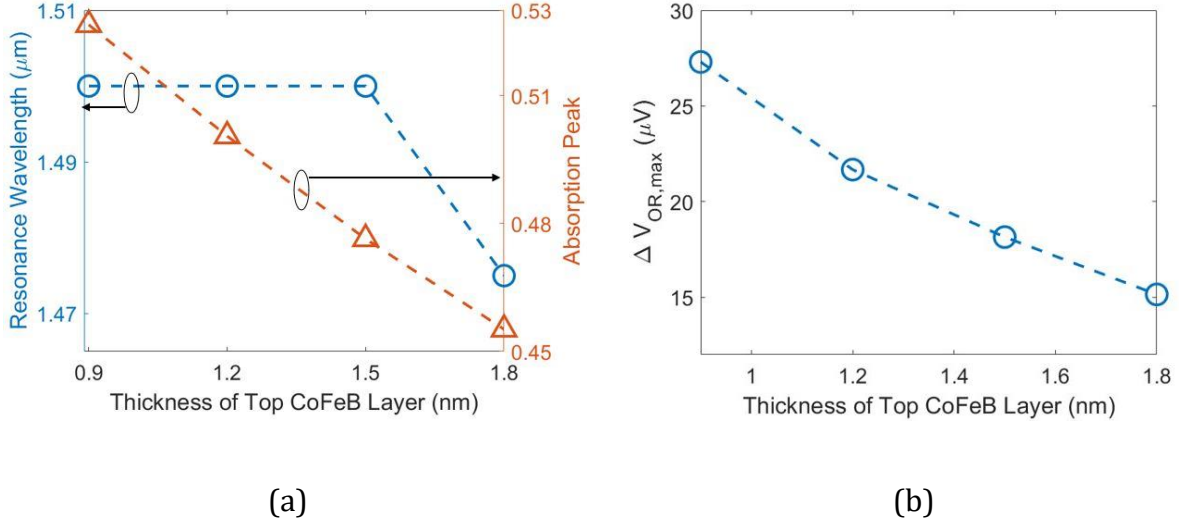 1.51
1.49
1.47
Resonance Wavelength (μm)
0.53
0.51
0.48
0.45
Absorption Peak
0.9 1.2 1.5 1.8
Thickness of Top CoFeB Layer (nm)
(a)
30
25
20
15
Δ V_OR,max (μV)
1 1.2 1.4 1.6 1.8
Thickness of Top CoFeB Layer (nm)
(b)